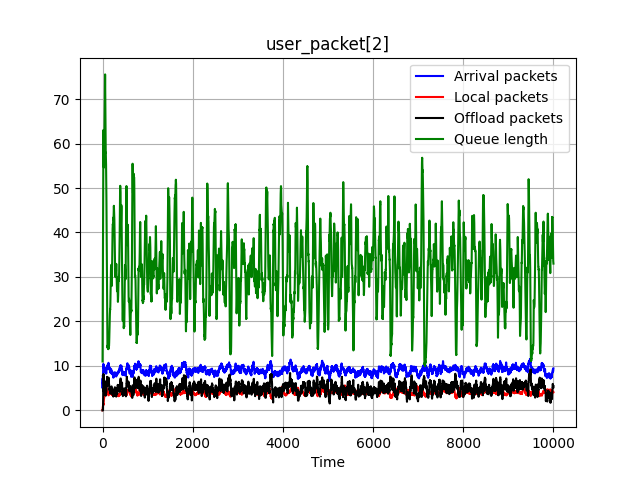 user_packet[2]
Arrival packets
Local packets
Offload packets
Queue length
70
60
50
40
30
20
10
0
0 2000 4000 6000 8000 10000
Time